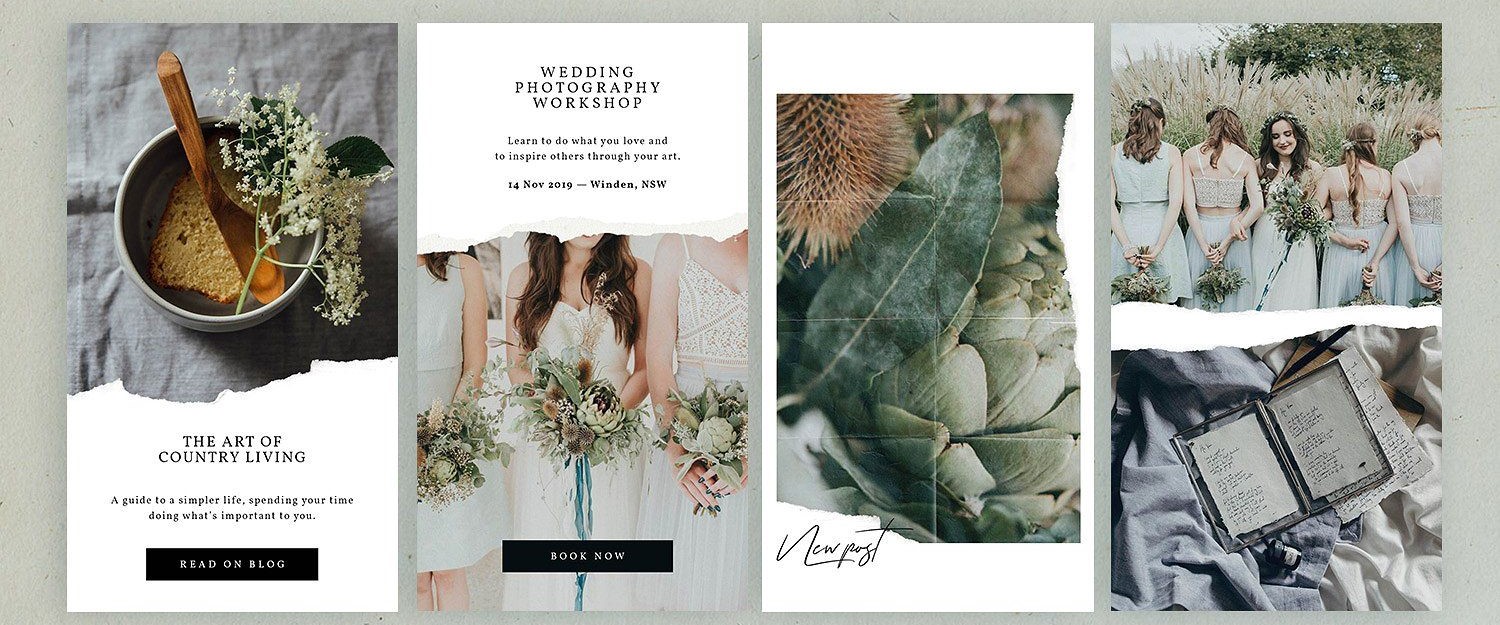 THE ART OF
COUNTRY LIVING
A guide to a simpler life, spending your time
doing what's important to you.
READ ON BLOG
WEDDING
PHOTOGRAPHY
WORKSHOP
Learn to do what you love and
to inspire others through your art.
14 Nov 2019 — Winden, NSW
BOOK NOW
New post